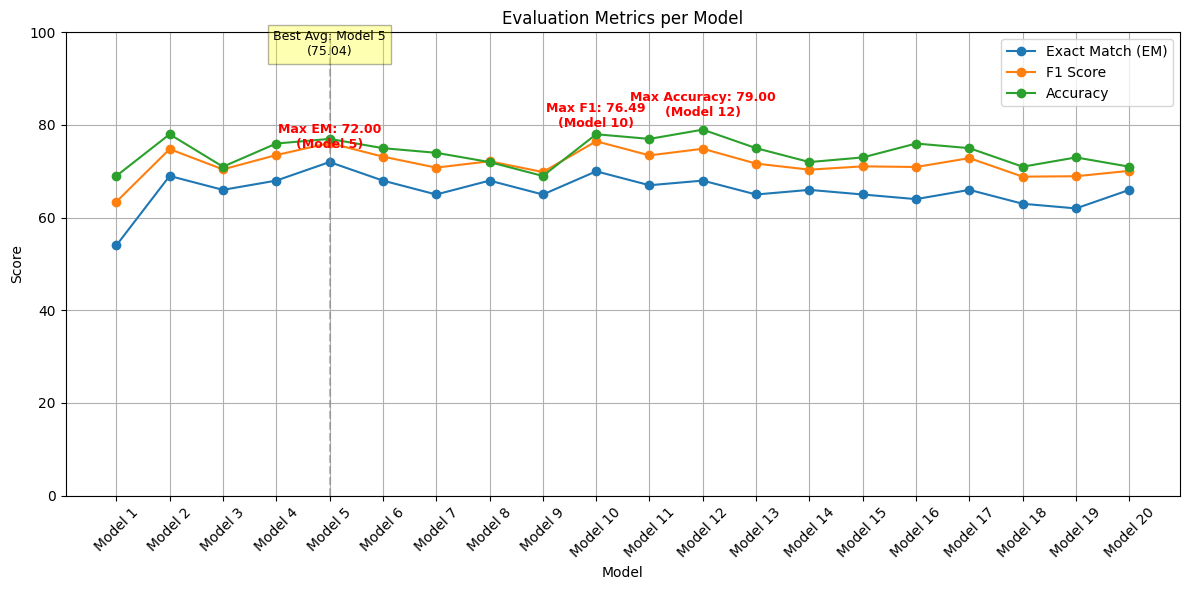 Evaluation Metrics per Model
Best Avg: Model 5
(75.04)
Exact Match (EM)
F1 Score
Accuracy
Max EM: 72.00
(Model 5)
Max F1: 76.49
(Model 10)
Max Accuracy: 79.00
(Model 12)
Score
100
80
60
40
20
0
Model 1
Model 2
Model 3
Model 4
Model 5
Model 6
Model 7
Model 8
Model 9
Model 10
Model 11
Model 12
Model 13
Model 14
Model 15
Model 16
Model 17
Model 18
Model 19
Model 20
Model